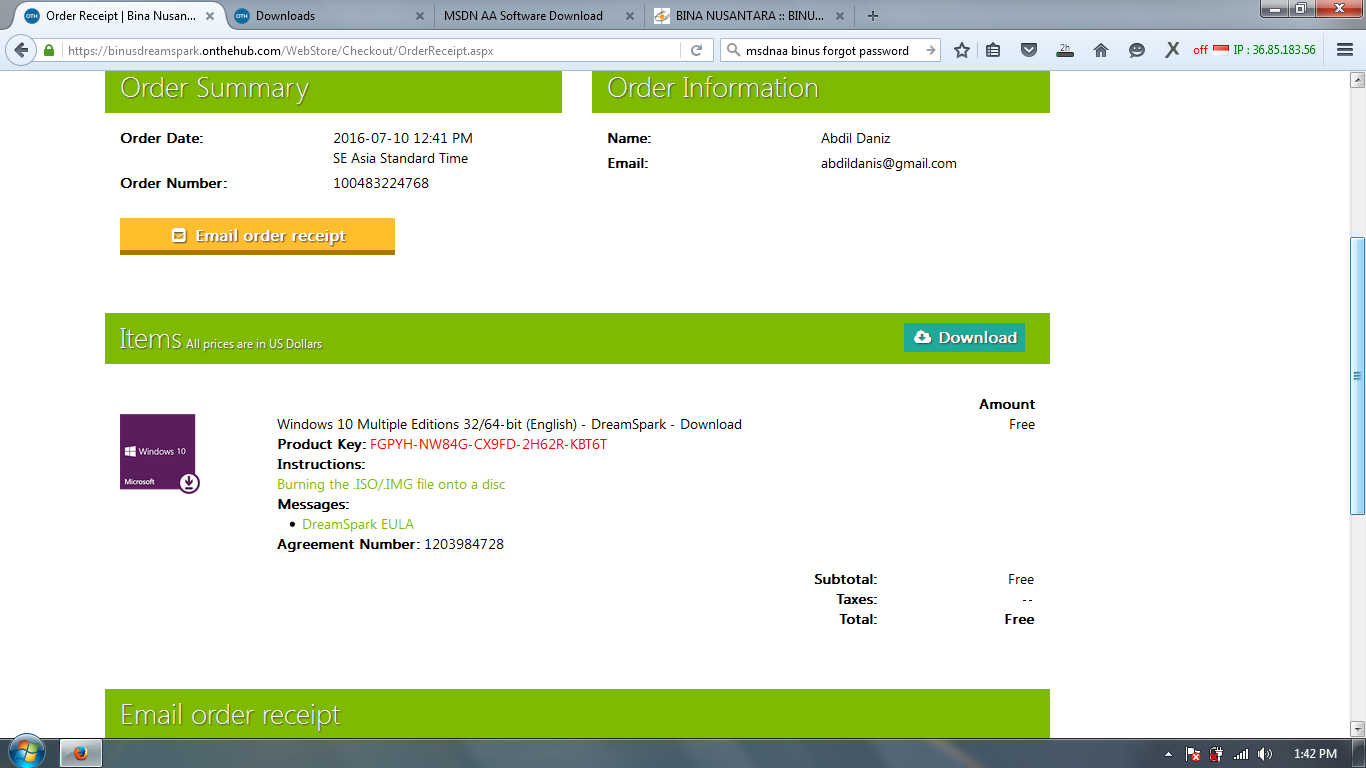 Order Receipt | Bina Nusan...
Downloads
MSDN AA Software Download
BINA NUSANTARA :: BINU...
https://binusdreamspark.onthehub.com/WebStore/Checkout/OrderReceipt.aspx
msdnaa binus forgot password
2h
off
IP : 36.85.183.56
Order Summary
Order Information
Order Date:
2016-07-10 12:41 PM
SE Asia Standard Time
Name:
Abdil Daniz
Email:
abdildanis@gmail.com
Order Number:
100483224768
Email order receipt
Items All prices are in US Dollars
Download
Amount
Windows 10 Multiple Editions 32/64-bit (English) - DreamSpark - Download
Free
Product Key: FGPYH-NW84G-CX9FD-2H62R-KBT6T
Windows 10
Microsoft
Instructions:
Burning the .ISO/.IMG file onto a disc
Messages:
DreamSpark EULA
Agreement Number: 1203984728
Subtotal: Free
Taxes: --
Total: Free
Email order receipt
1:42 PM